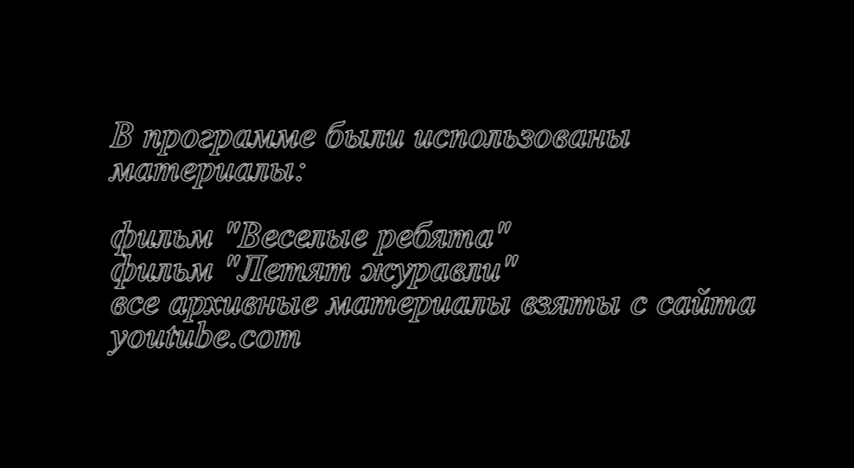 В программе были использованы
материалы:
фильм "Веселые ребята"
фильм "Летят журавли"
все архивные материалы взяты с сайта
youtube.com